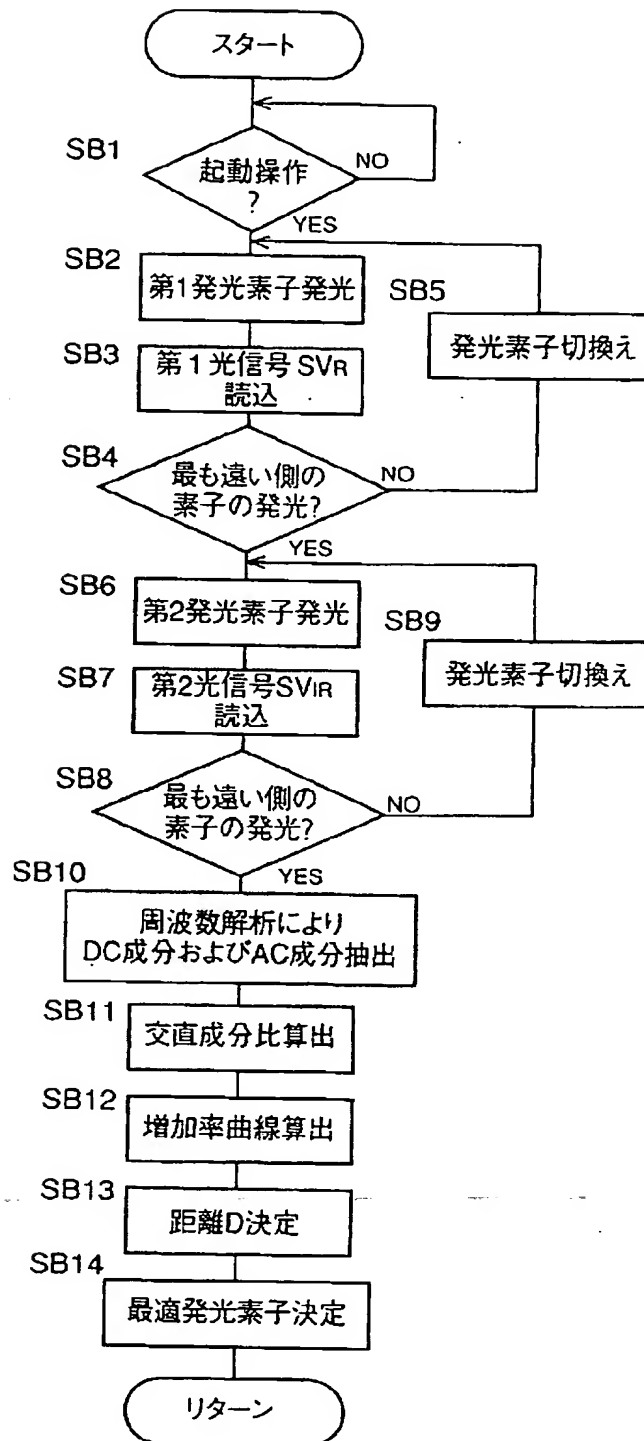 スタート
SB1
起動操作
?
NO
YES
SB2
第1発光素子発光
SB5
発光素子切換え
SB3
第1光信号 SVR
読込
SB4
最も遠い側の
素子の発光?
NO
YES
SB6
第2発光素子発光
SB9
発光素子切換え
SB7
第2光信号SVIR
読込
SB8
最も遠い側の
素子の発光?
NO
YES
SB10
周波数解析により
DC成分およびAC成分抽出
SB11
交直成分比算出
SB12
増加率曲線算出
SB13
距離D決定
SB14
最適発光素子決定
リターン